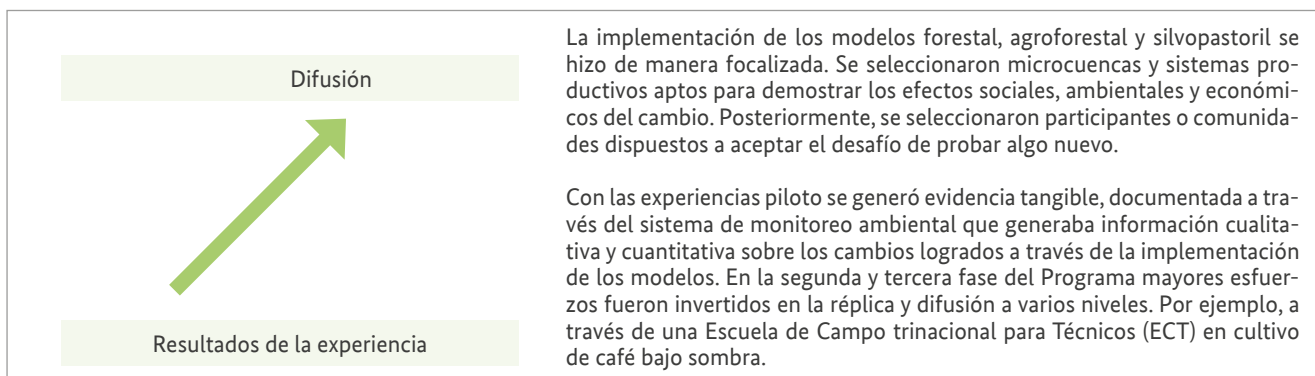 Difusión
Resultados de la experiencia
La implementación de los modelos forestal, agroforestal y silvopastoril se
hizo de manera focalizada. Se seleccionaron microcuencas y sistemas pro-
ductivos aptos para demostrar los efectos sociales, ambientales y económi-
cos del cambio. Posteriormente, se seleccionaron participantes o comunida-
des dispuestos a aceptar el desafío de probar algo nuevo.
Con las experiencias piloto se generó evidencia tangible, documentada a tra-
vés del sistema de monitoreo ambiental que generaba información cualita-
tiva y cuantitativa sobre los cambios logrados a través de la implementación
de los modelos. En la segunda y tercera fase del Programa mayores esfuer-
zos fueron invertidos en la réplica y difusión a varios niveles. Por ejemplo, a
través de una Escuela de Campo trinacional para Técnicos (ECT) en cultivo
de café bajo sombra.